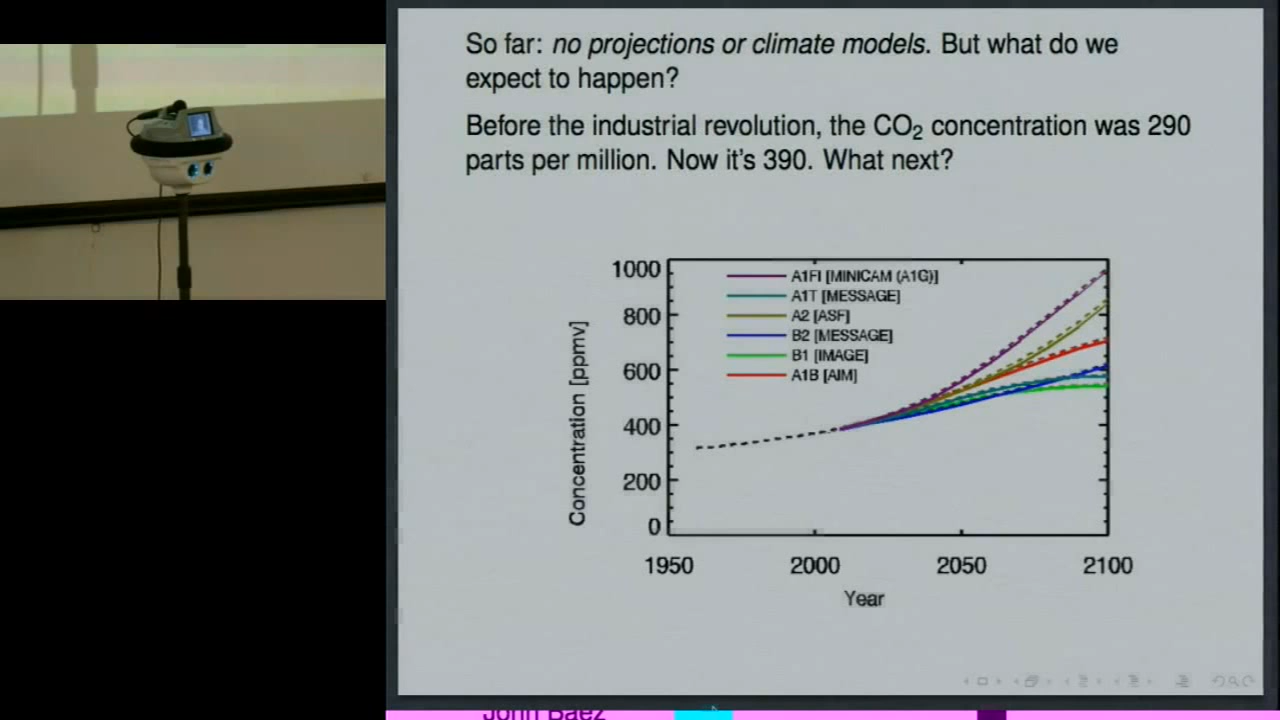 So far: no projections or climate models. But what do we
expect to happen?
Before the industrial revolution, the CO₂ concentration was 290
parts per million. Now it's 390. What next?
1000
800
600
400
200
0
Concentration [ppmv]
A1FI [MINICAM (A1G)]
A1T [MESSAGE]
A2 [ASF]
B2 [MESSAGE]
B1 [IMAGE]
A1B [AIM]
1950 2000 2050 2100
Year
John Baez